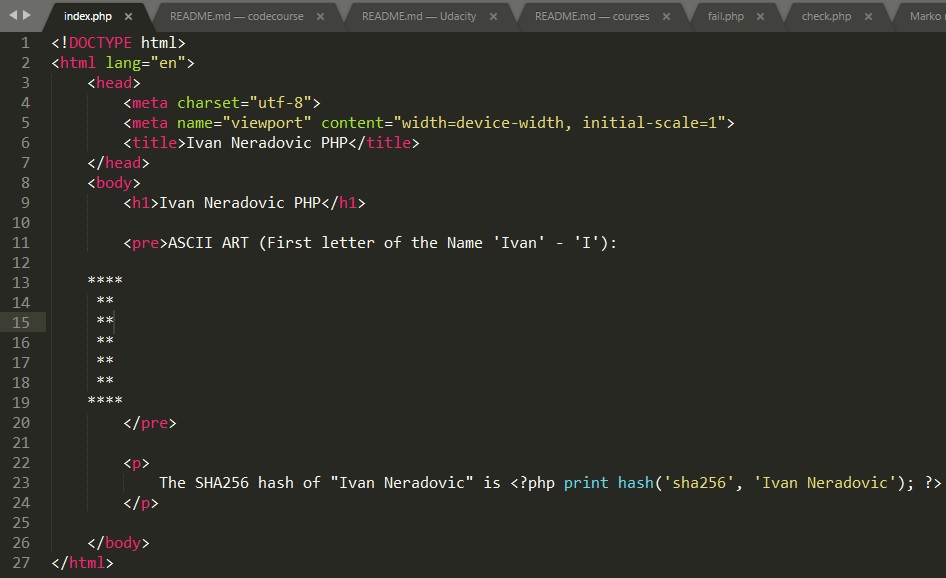 index.php × README.md — codecourse × README.md — Udacity × README.md — courses × fail.php × check.php × Marko
1 <!DOCTYPE html>
2 <html lang="en">
3     <head>
4         <meta charset="utf-8">
5         <meta name="viewport" content="width=device-width, initial-scale=1">
6         <title>Ivan Neradovic PHP</title>
7     </head>
8     <body>
9         <h1>Ivan Neradovic PHP</h1>
10
11         <pre>ASCII ART (First letter of the Name 'Ivan' - 'I'):
12
13     ****
14      **
15      **
16      **
17      **
18      **
19     ****
20         </pre>
21
22         <p>
23             The SHA256 hash of "Ivan Neradovic" is <?php print hash('sha256', 'Ivan Neradovic'); ?>
24         </p>
25
26     </body>
27 </html>